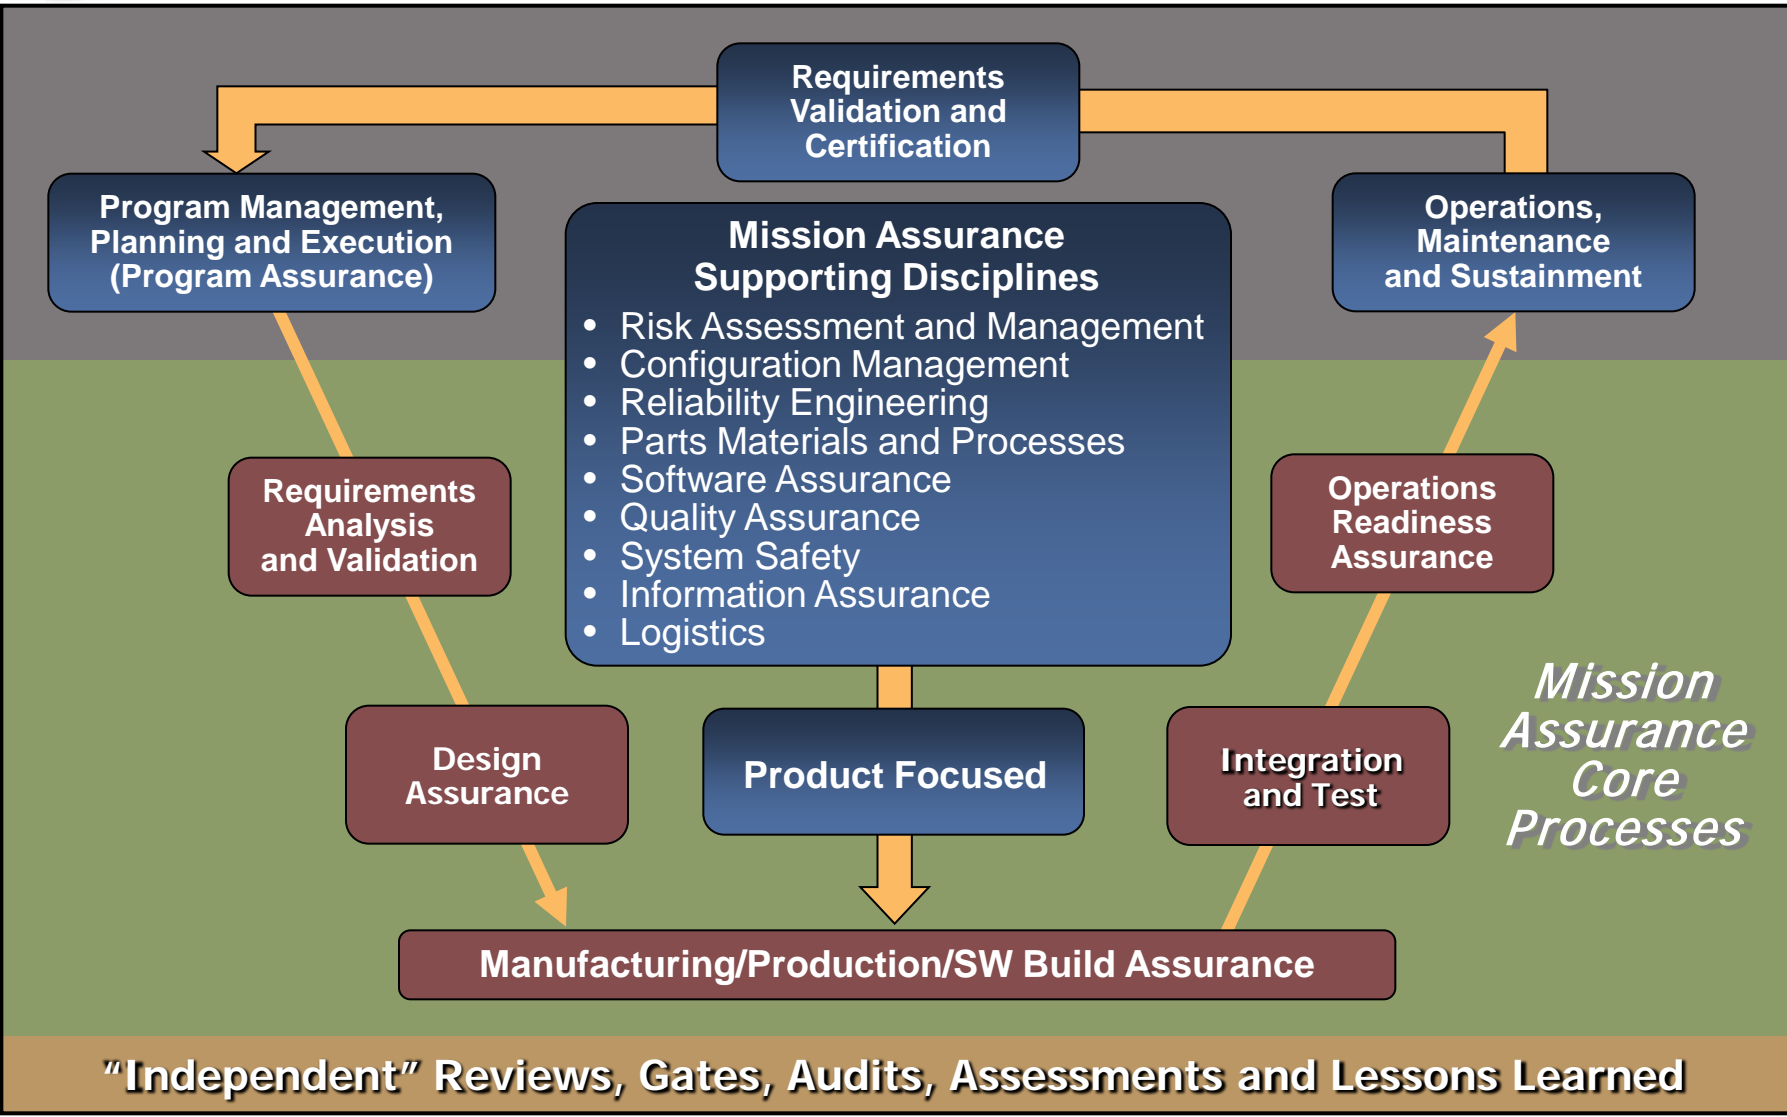 Requirements
Validation and
Certification
Program Management,
Planning and Execution
(Program Assurance)
Operations,
Maintenance
and Sustainment
Mission Assurance
Supporting Disciplines
• Risk Assessment and Management
• Configuration Management
• Reliability Engineering
• Parts Materials and Processes
• Software Assurance
• Quality Assurance
• System Safety
• Information Assurance
• Logistics
Requirements
Analysis
and Validation
Operations
Readiness
Assurance
Design
Assurance
Product Focused
Integration
and Test
Mission
Assurance
Core
Processes
Manufacturing/Production/SW Build Assurance
“Independent” Reviews, Gates, Audits, Assessments and Lessons Learned